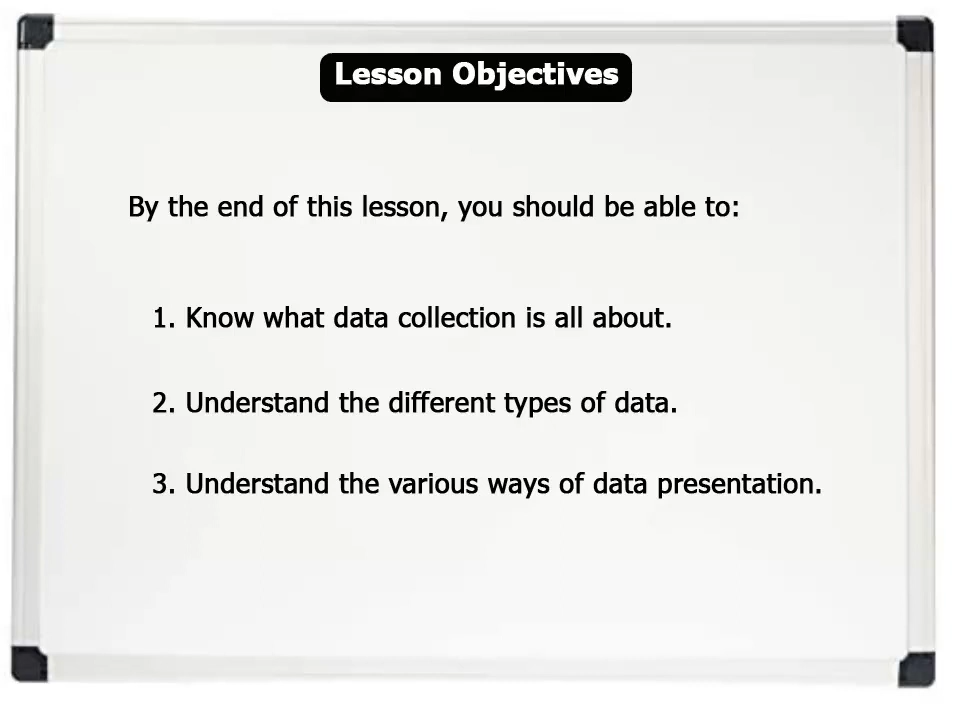 Lesson Objectives
By the end of this lesson, you should be able to:
1. Know what data collection is all about.
2. Understand the different types of data.
3. Understand the various ways of data presentation.